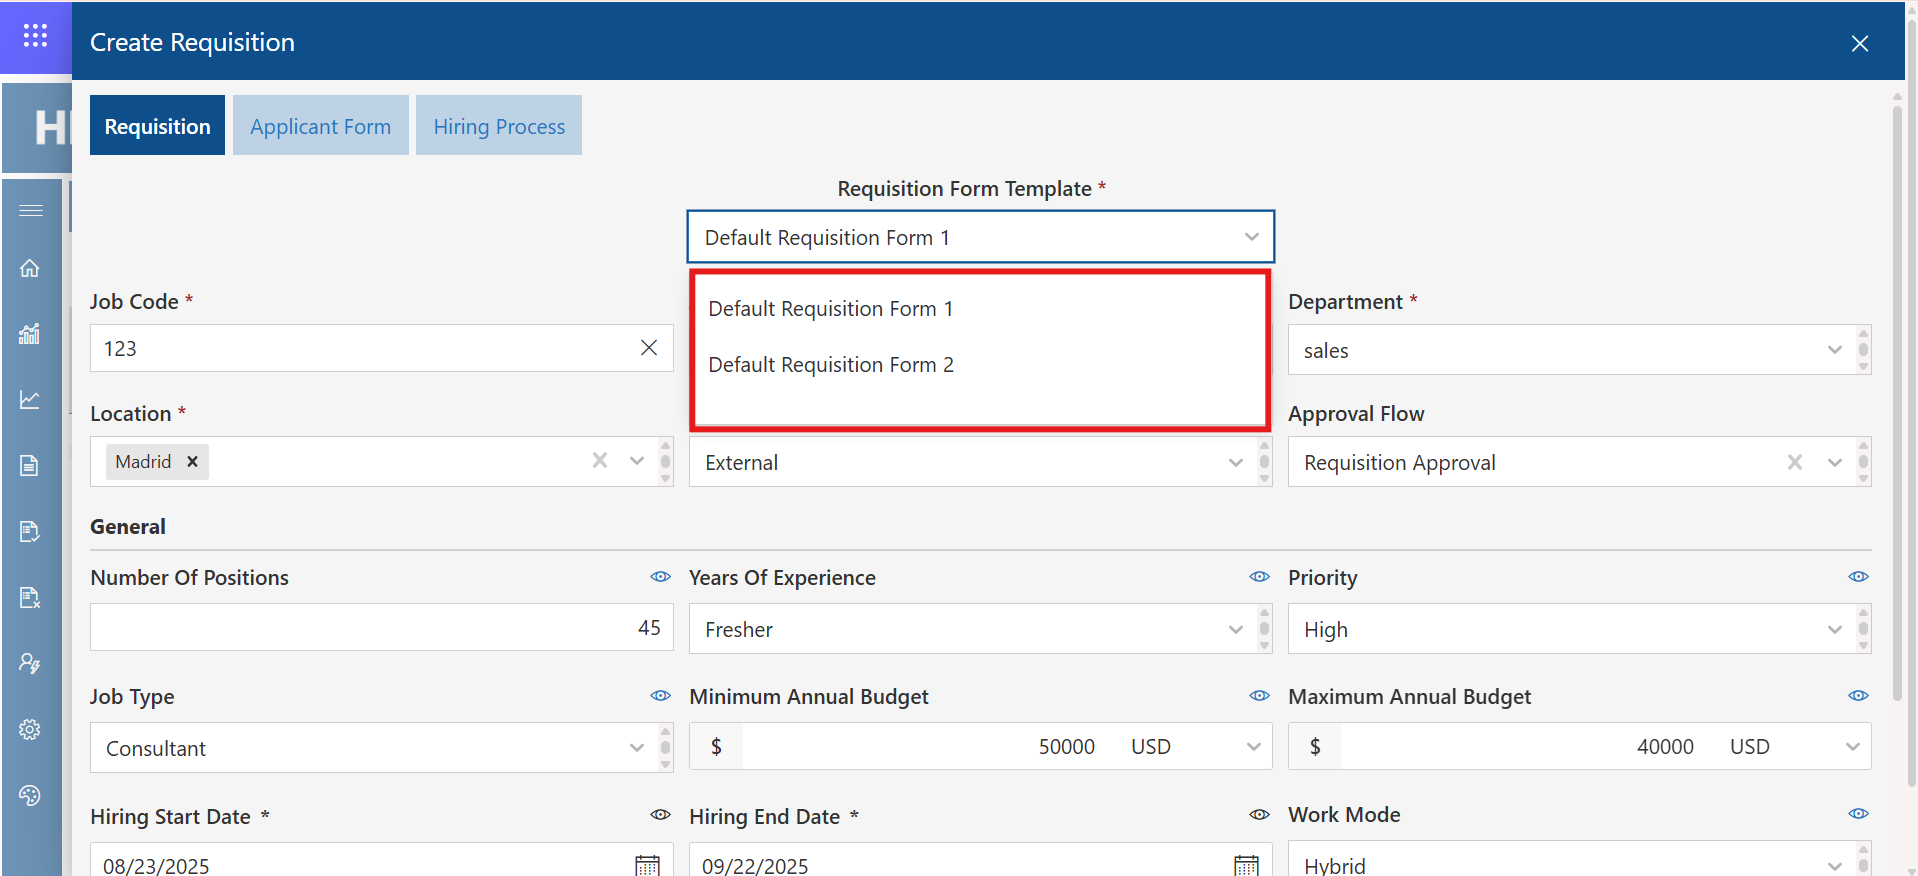 Create Requisition
Requisition Applicant Form Hiring Process
Requisition Form Template *
Default Requisition Form 1
Default Requisition Form 1
Default Requisition Form 2
Job Code *
123
Department *
sales
Location *
Madrid
External
Approval Flow
Requisition Approval
General
Number Of Positions
45
Years Of Experience
Fresher
Priority
High
Job Type
Consultant
Minimum Annual Budget
$ 50000 USD
Maximum Annual Budget
$ 40000 USD
Hiring Start Date *
08/23/2025
Hiring End Date *
09/22/2025
Work Mode
Hybrid